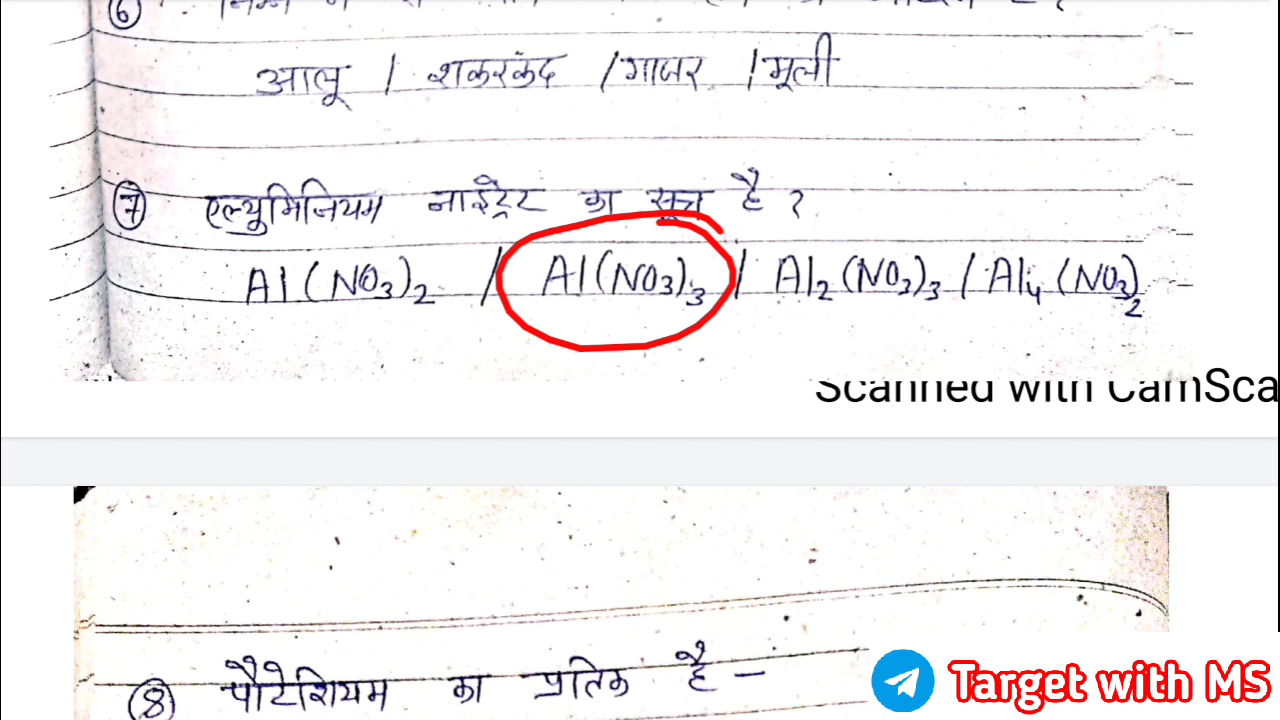 ⑥
आलू / शकरकंद / गाजर / मूली
⑦ एल्युमिनियम नाइट्रेट का सूत्र है ?
Al(NO3)2 / Al(NO3)3 / Al2(NO3)3 / Al4(NO3)2
Scanned with CamSca
⑧ पौटेशियम का प्रतिक है –
Target with MS